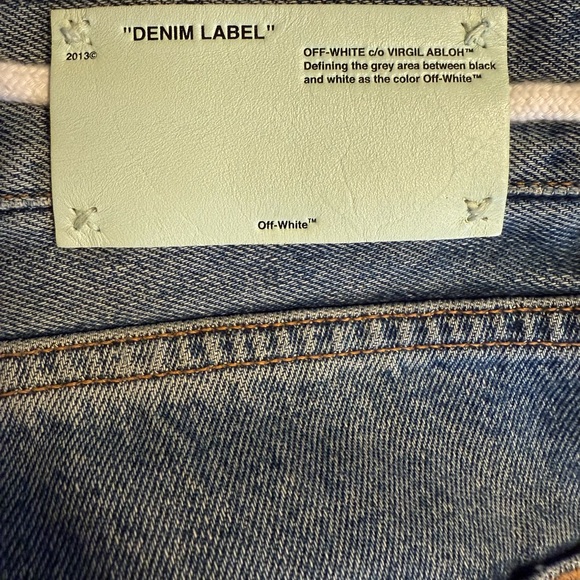 "DENIM LABEL"
2013©
OFF-WHITE c/o VIRGIL ABLOH™
Defining the grey area between black
and white as the color Off-White™
Off-White™